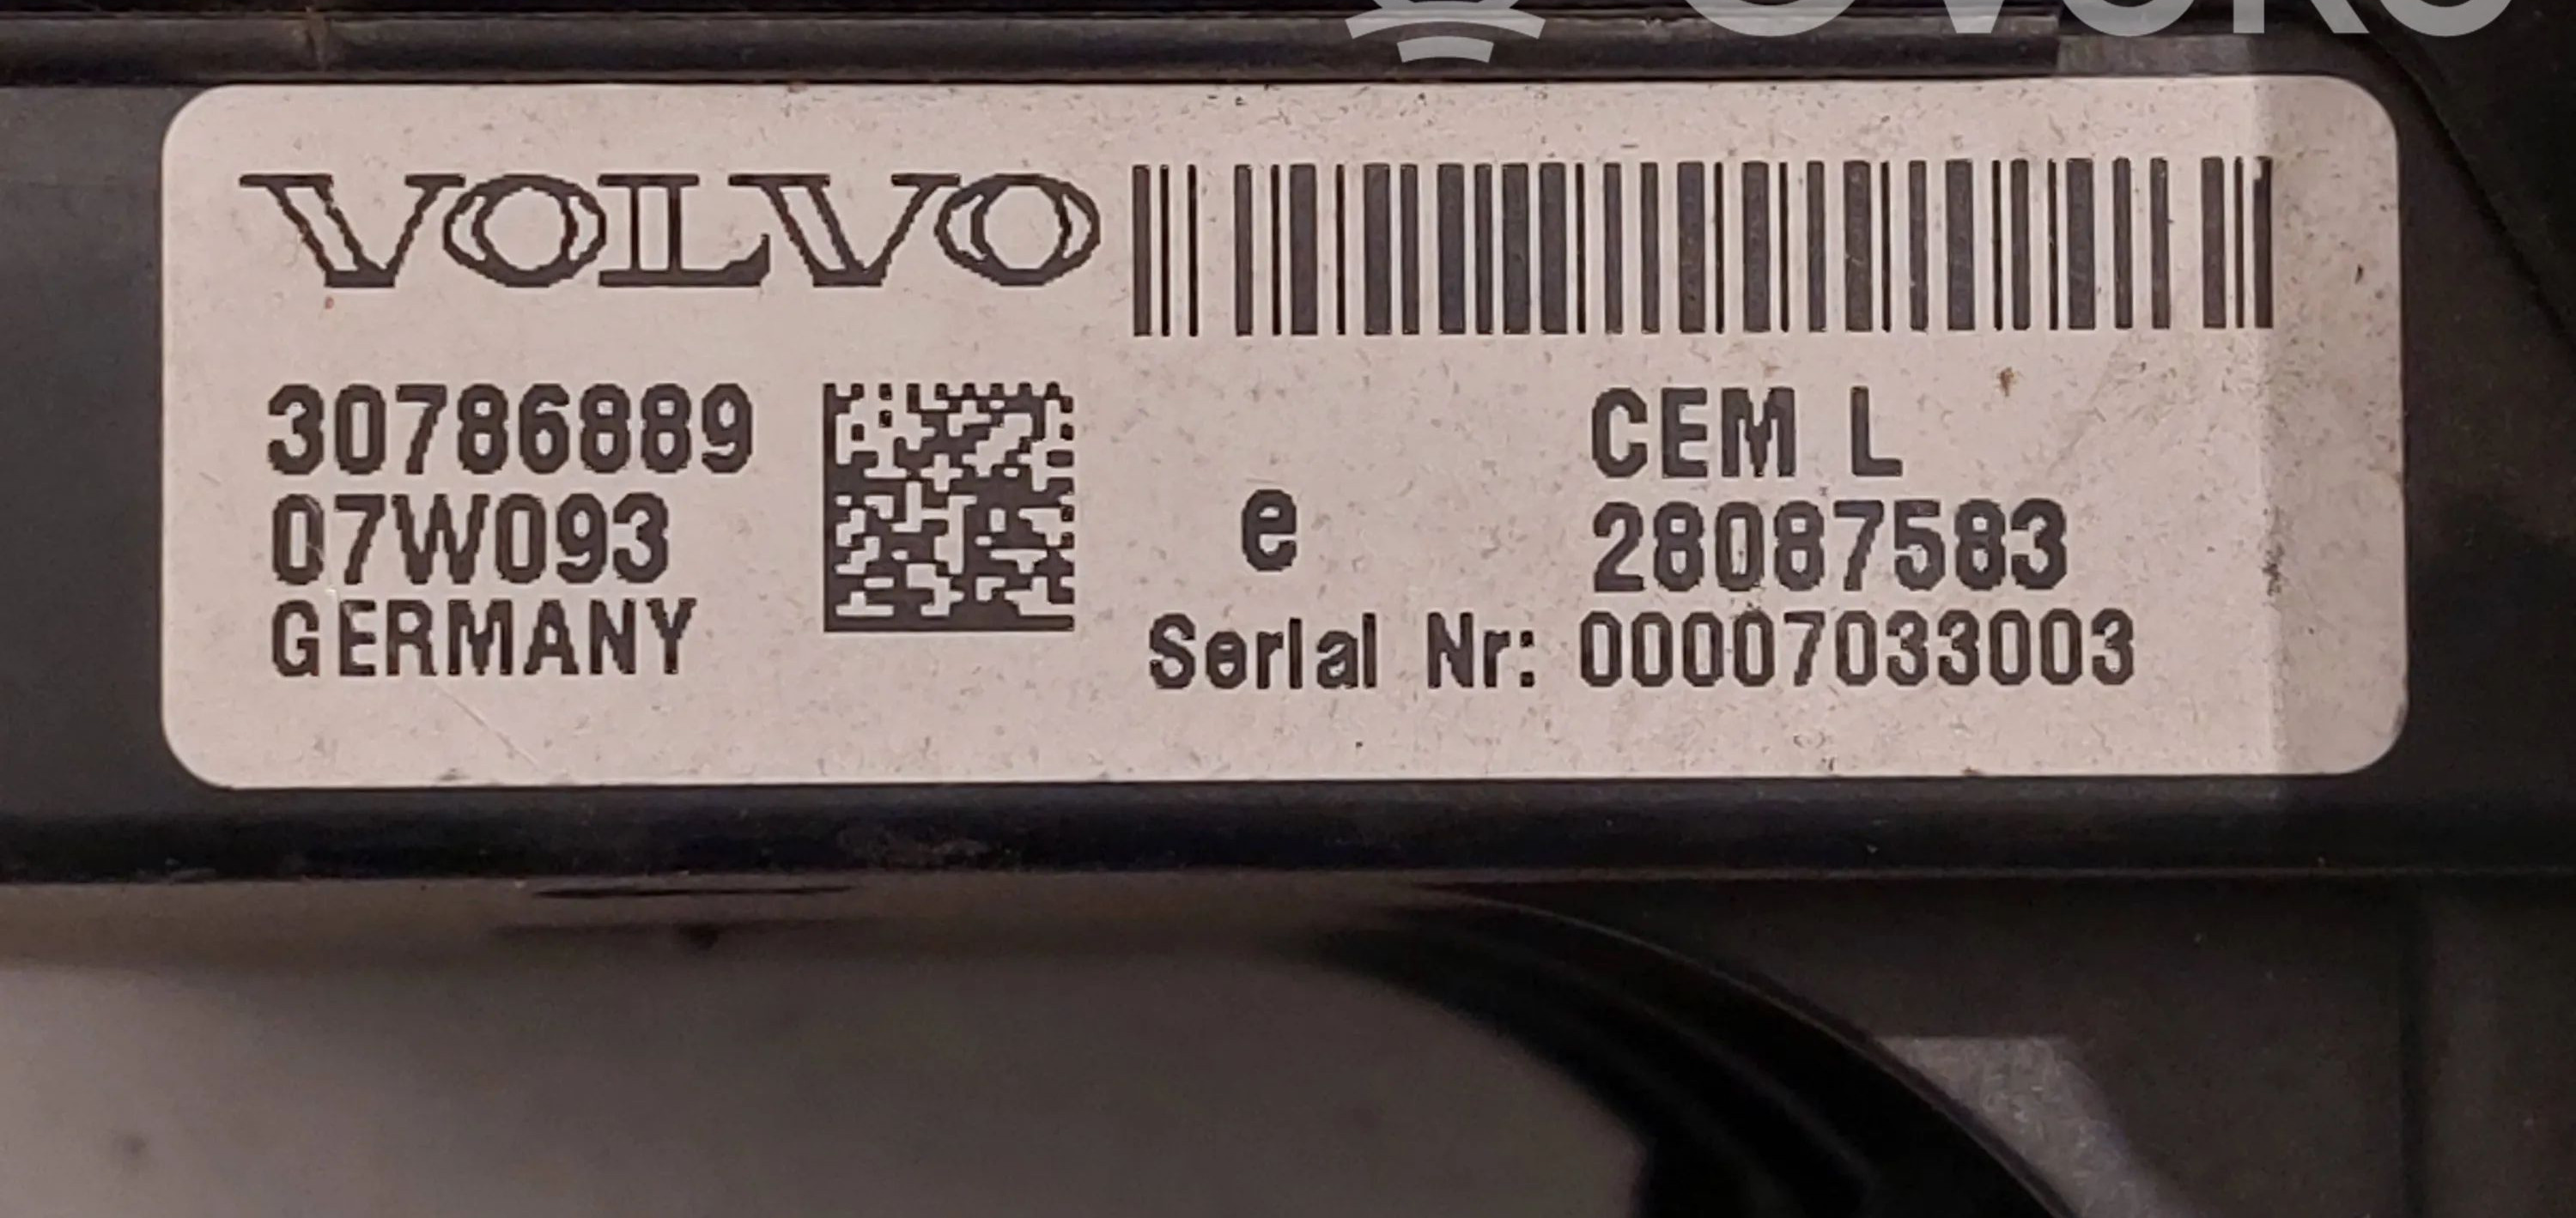 VOLVO
30786889
07W093
GERMANY
e
CEM L
28087583
Serial Nr: 00007033003